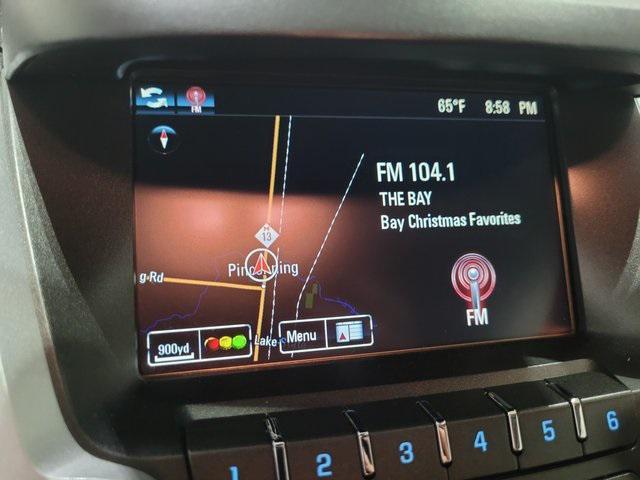 FM
65°F 8:58 PM
FM 104.1
THE BAY
Bay Christmas Favorites
M
13
Pinconning
g Rd
FM
900yd
Lake
Menu
1 2 3 4 5 6